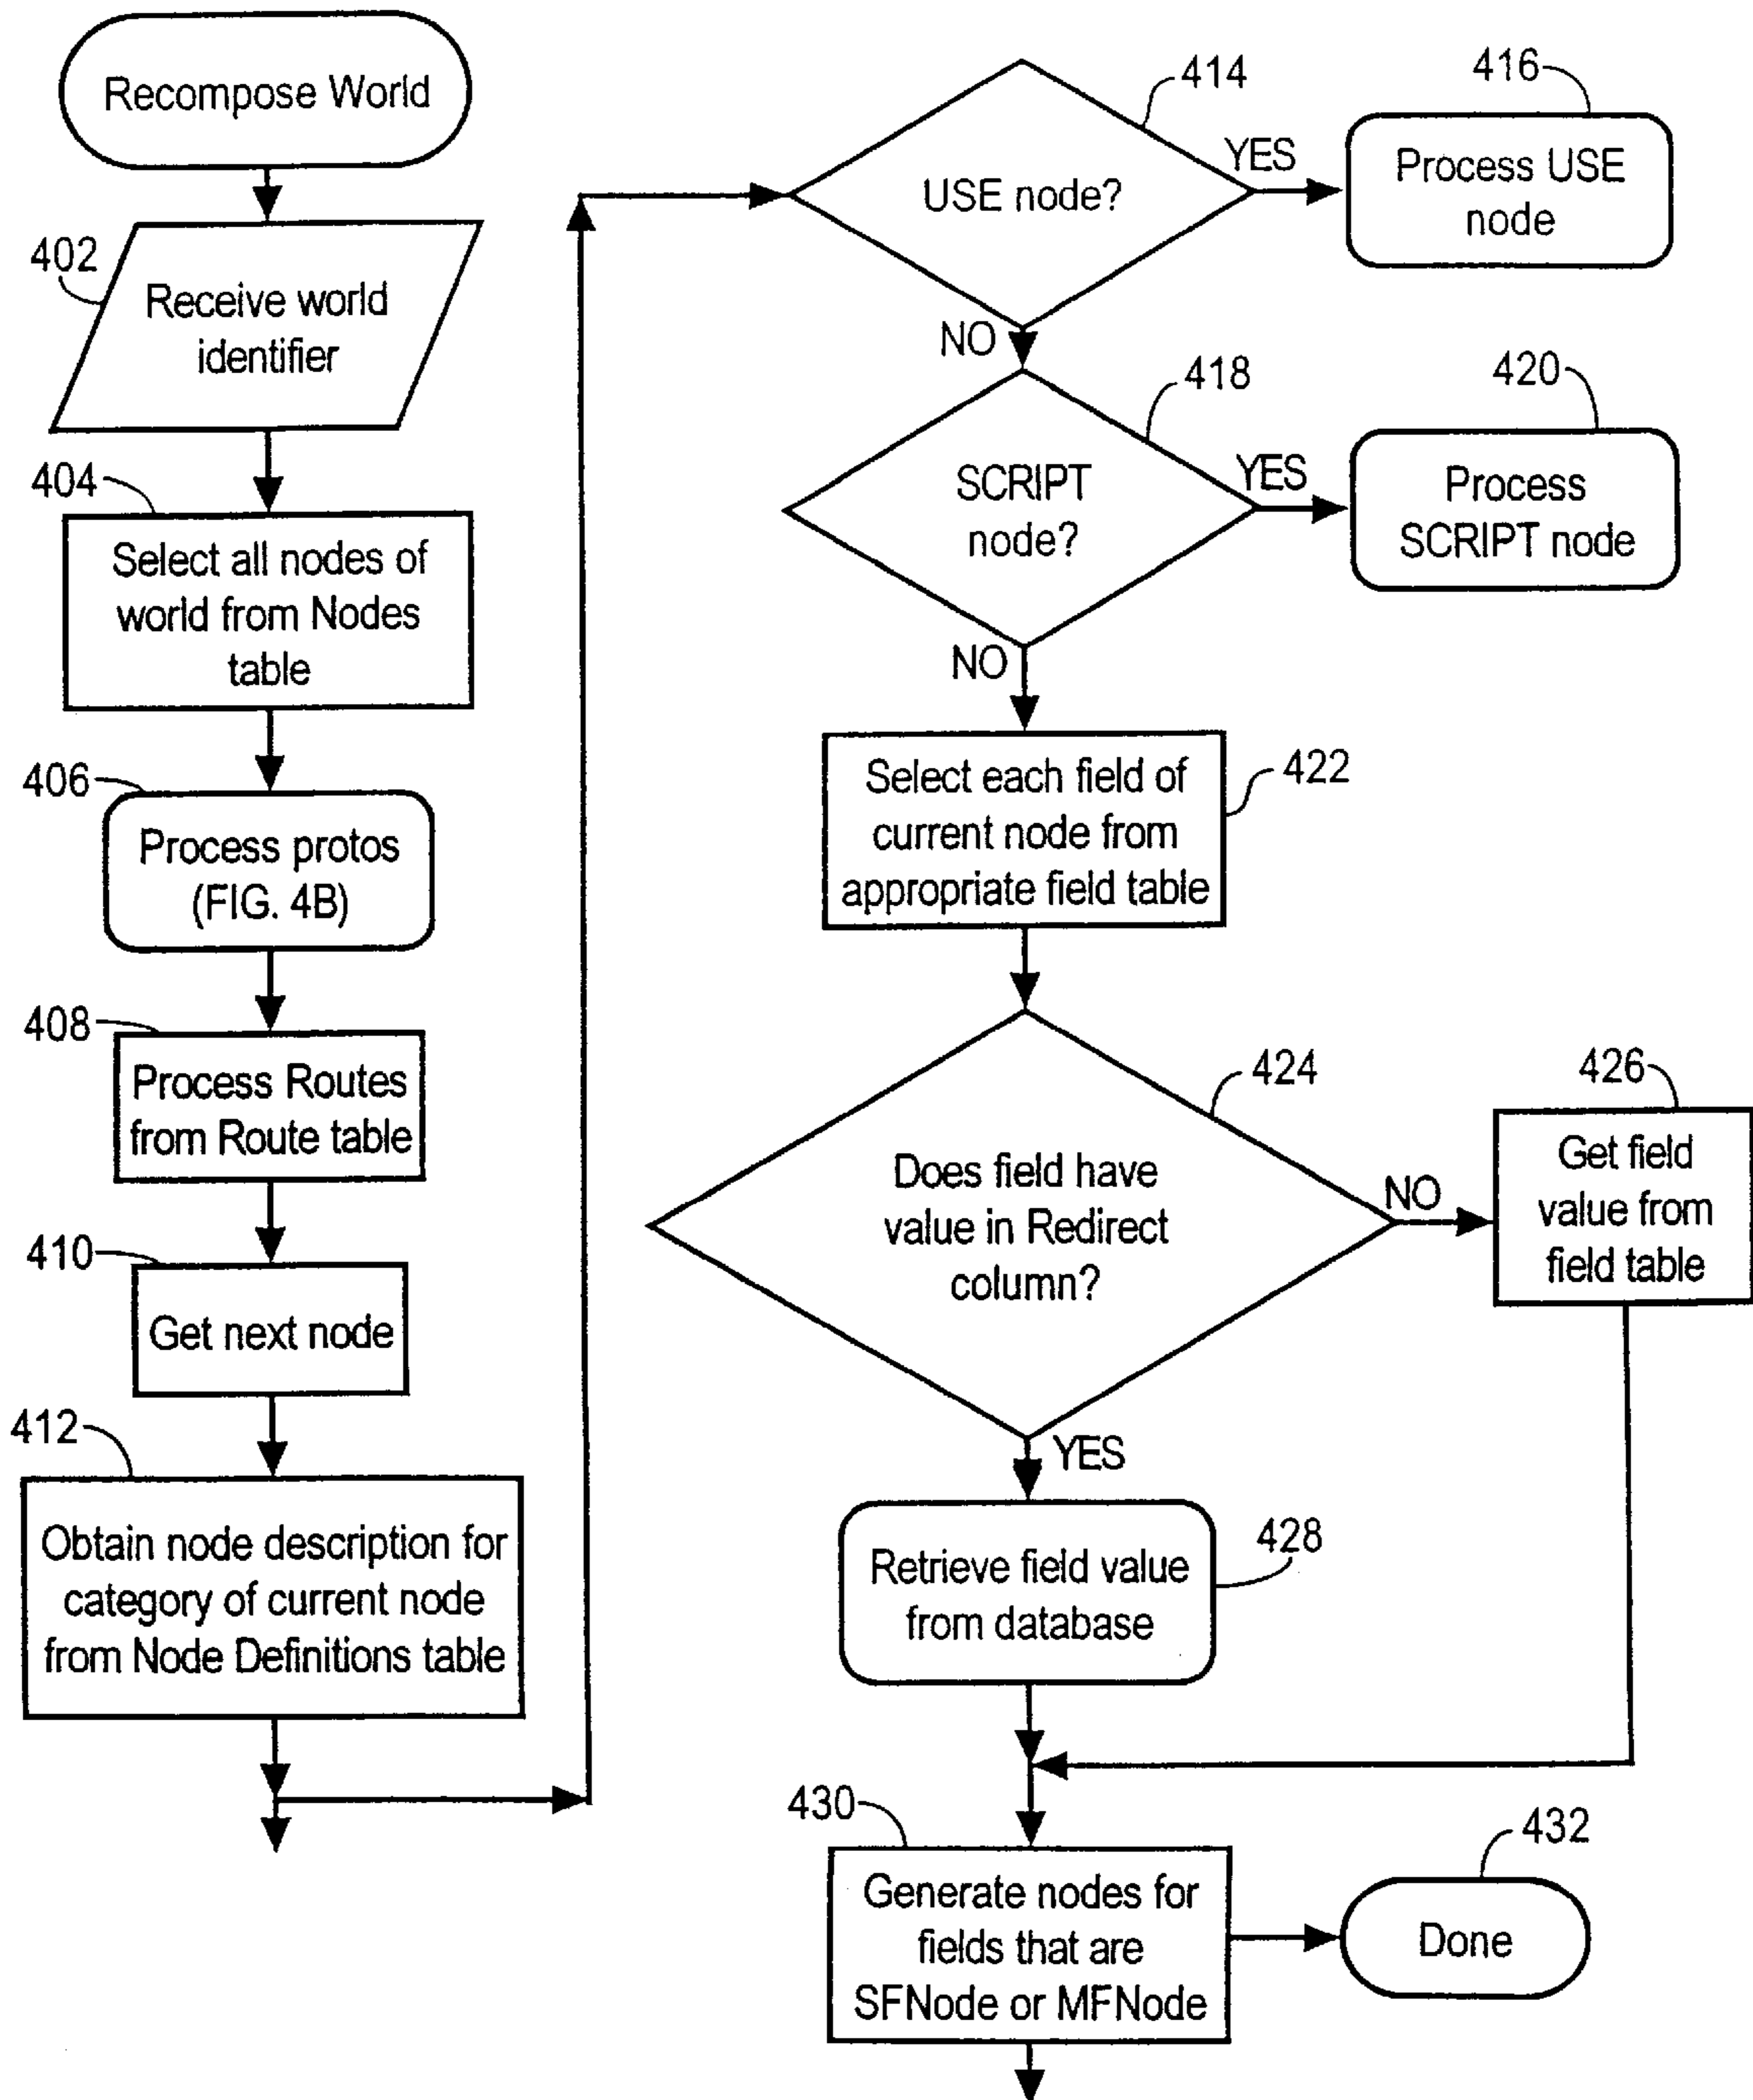 Recompose World
402
Receive world
identifier
404
Select all nodes of
world from Nodes
table
406
Process protos
(FIG. 4B)
408
Process Routes
from Route table
410
Get next node
412
Obtain node description for
category of current node
from Node Definitions table
414
USE node?
YES
NO
416
Process USE
node
418
SCRIPT
node?
YES
NO
420
Process
SCRIPT node
422
Select each field of
current node from
appropriate field table
424
Does field have
value in Redirect
column?
NO
YES
426
Get field
value from
field table
428
Retrieve field value
from database
430
Generate nodes for
fields that are
SFNode or MFNode
432
Done